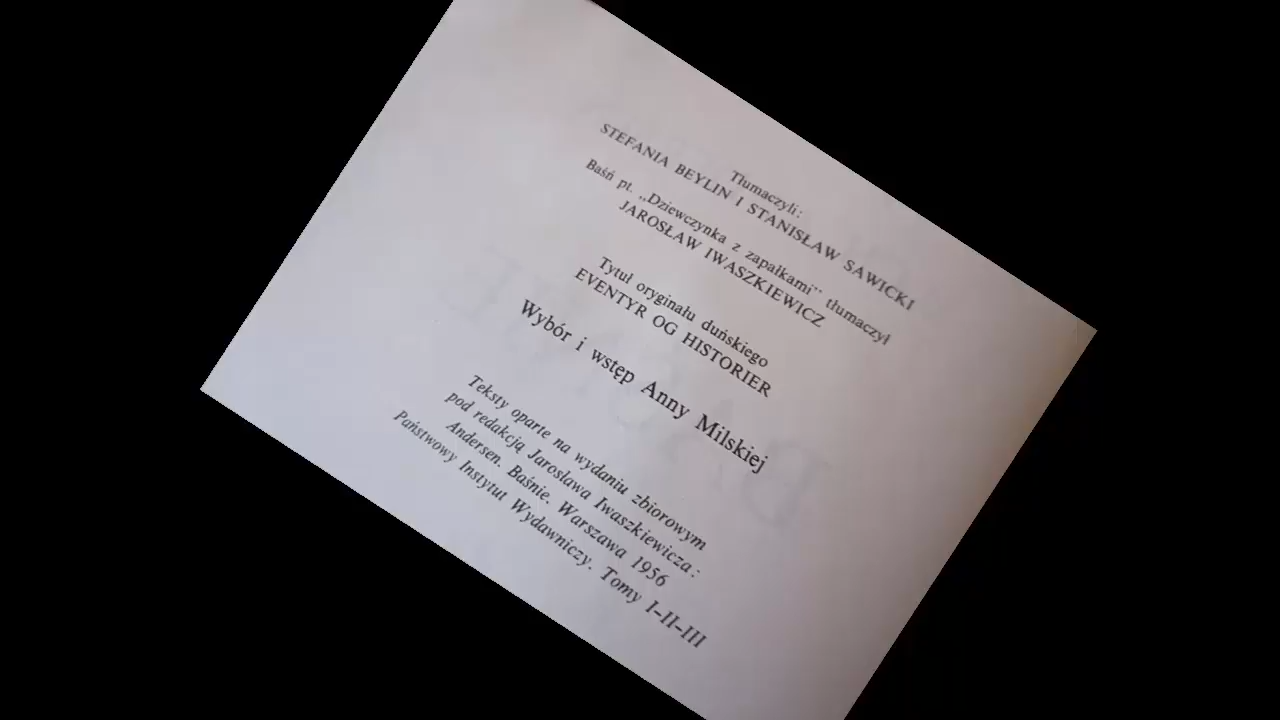 Tłumaczyli:
STEFANIA BEYLIN I STANISŁAW SAWICKI
Baśń pt. „Dziewczynka z zapałkami” tłumaczył
JAROSŁAW IWASZKIEWICZ
Tytuł oryginału duńskiego
EVENTYR OG HISTORIER
Wybór i wstęp Anny Milskiej
Teksty oparte na wydaniu zbiorowym
pod redakcją Jarosława Iwaszkiewicza:
Andersen. Baśnie. Warszawa 1956
Państwowy Instytut Wydawniczy. Tomy I–II–III